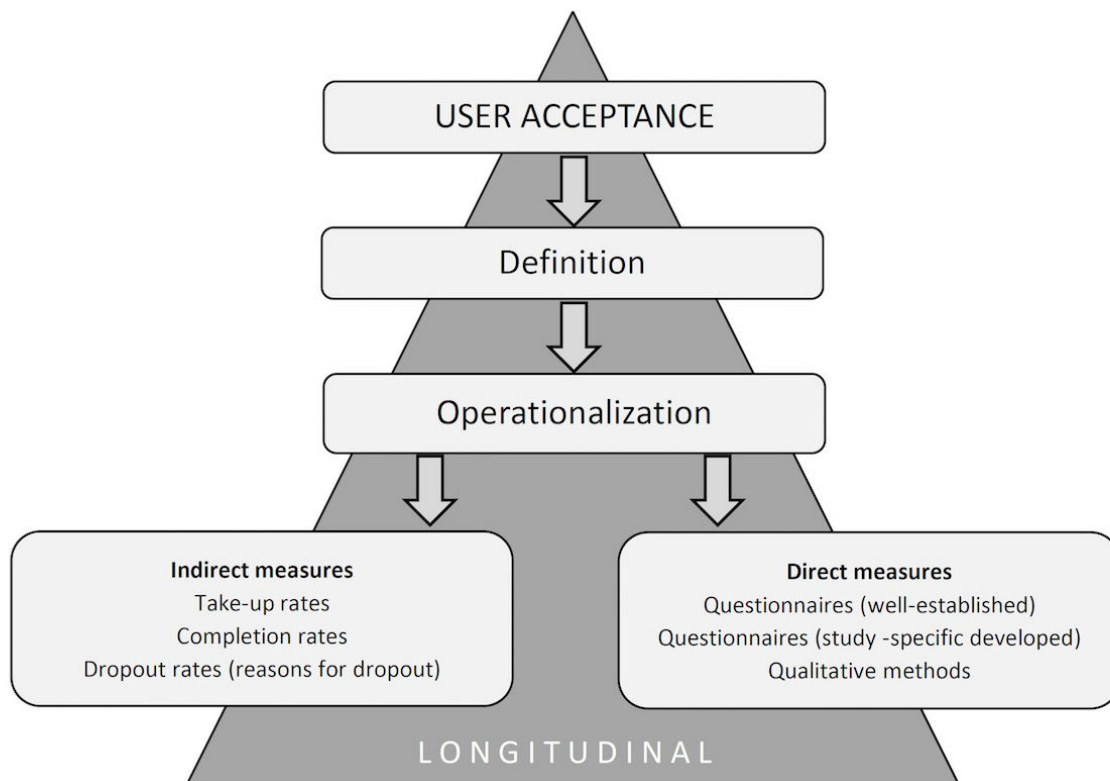 USER ACCEPTANCE
Definition
Operationalization
Indirect measures
Take-up rates
Completion rates
Dropout rates (reasons for dropout)
Direct measures
Questionnaires (well-established)
Questionnaires (study -specific developed)
Qualitative methods
LONGITUDINAL